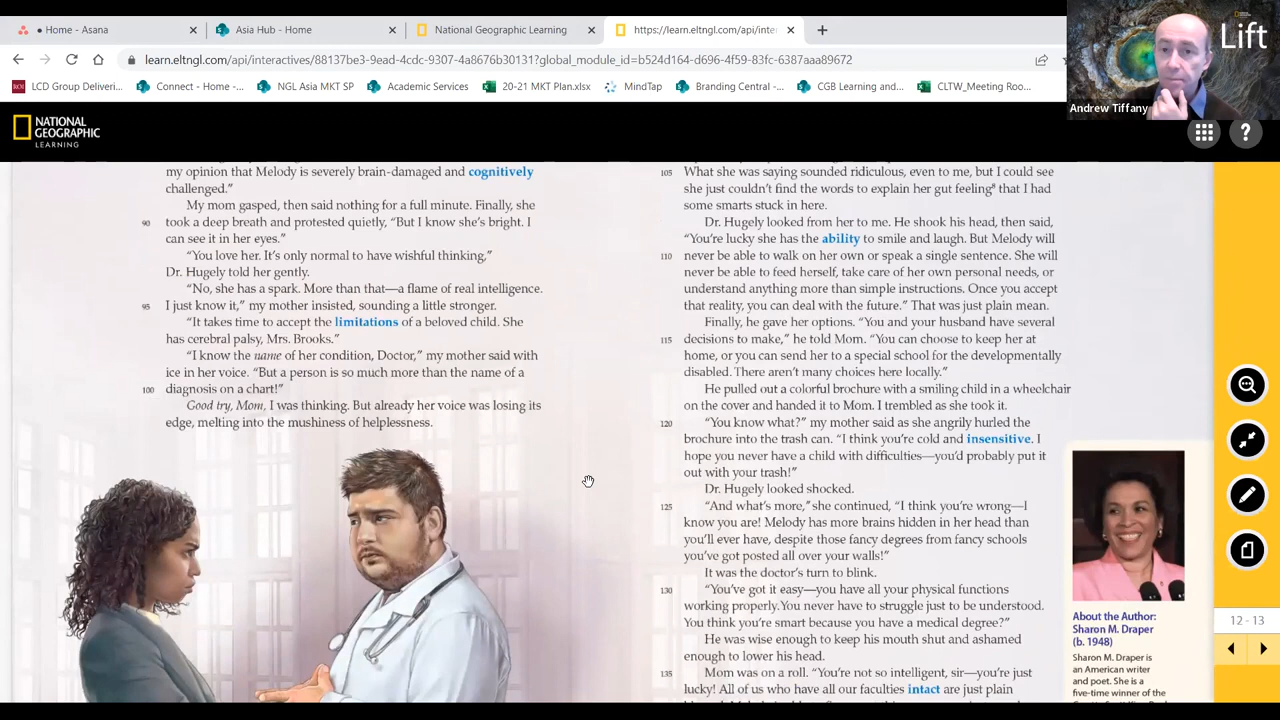 • Home - Asana
Asia Hub - Home
National Geographic Learning
https://learn.eltngl.com/api/inter
Lift
learn.eltngl.com/api/interactives/88137be3-9ead-4cdc-9307-4a8676b30131?global_module_id=b524d164-d696-4f59-83fc-6387aaa89672
LCD Group Deliveri...
Connect - Home -...
NGL Asia MKT SP
Academic Services
20-21 MKT Plan.xlsx
MindTap
Branding Central -...
CGB Learning and...
CLTW_Meeting Roo...
Andrew Tiffany
NATIONAL
GEOGRAPHIC
LEARNING
?
my opinion that Melody is severely brain-damaged and cognitively
challenged.”
My mom gasped, then said nothing for a full minute. Finally, she
90 took a deep breath and protested quietly, “But I know she’s bright. I
can see it in her eyes.”
“You love her. It’s only normal to have wishful thinking,”
Dr. Hugely told her gently.
“No, she has a spark. More than that—a flame of real intelligence.
95 I just know it,” my mother insisted, sounding a little stronger.
“It takes time to accept the limitations of a beloved child. She
has cerebral palsy, Mrs. Brooks.”
“I know the name of her condition, Doctor,” my mother said with
ice in her voice. “But a person is so much more than the name of a
100 diagnosis on a chart!”
Good try, Mom, I was thinking. But already her voice was losing its
edge, melting into the mushiness of helplessness.
105 What she was saying sounded ridiculous, even to me, but I could see
she just couldn’t find the words to explain her gut feeling⁸ that I had
some smarts stuck in here.
Dr. Hugely looked from her to me. He shook his head, then said,
“You’re lucky she has the ability to smile and laugh. But Melody will
110 never be able to walk on her own or speak a single sentence. She will
never be able to feed herself, take care of her own personal needs, or
understand anything more than simple instructions. Once you accept
that reality, you can deal with the future.” That was just plain mean.
Finally, he gave her options. “You and your husband have several
115 decisions to make,” he told Mom. “You can choose to keep her at
home, or you can send her to a special school for the developmentally
disabled. There aren’t many choices here locally.”
He pulled out a colorful brochure with a smiling child in a wheelchair
on the cover and handed it to Mom. I trembled as she took it.
120 “You know what?” my mother said as she angrily hurled the
brochure into the trash can. “I think you’re cold and insensitive. I
hope you never have a child with difficulties—you’d probably put it
out with your trash!”
Dr. Hugely looked shocked.
125 “And what’s more,” she continued, “I think you’re wrong—I
know you are! Melody has more brains hidden in her head than
you’ll ever have, despite those fancy degrees from fancy schools
you’ve got posted all over your walls!”
It was the doctor’s turn to blink.
130 “You’ve got it easy—you have all your physical functions
working properly. You never have to struggle just to be understood.
You think you’re smart because you have a medical degree?”
He was wise enough to keep his mouth shut and ashamed
enough to lower his head.
135 Mom was on a roll. “You’re not so intelligent, sir—you’re just
lucky! All of us who have all our faculties intact are just plain
About the Author:
Sharon M. Draper
(b. 1948)
Sharon M. Draper is
an American writer
and poet. She is a
five-time winner of the
12 - 13